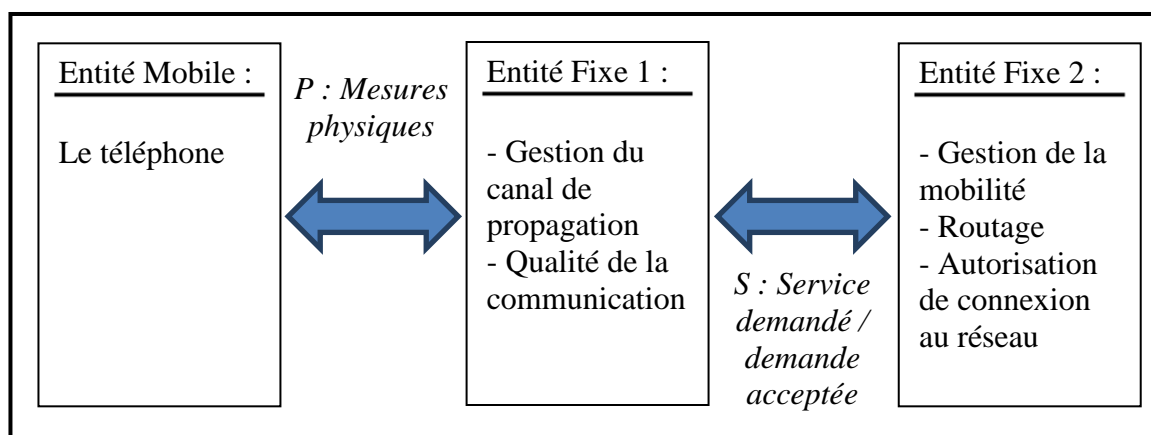 Entité Mobile :
Le téléphone
P : Mesures
physiques
Entité Fixe 1 :
- Gestion du
canal de
propagation
- Qualité de la
communication
S : Service
demandé /
demande
acceptée
Entité Fixe 2 :
- Gestion de la
mobilité
- Routage
- Autorisation
de connexion
au réseau